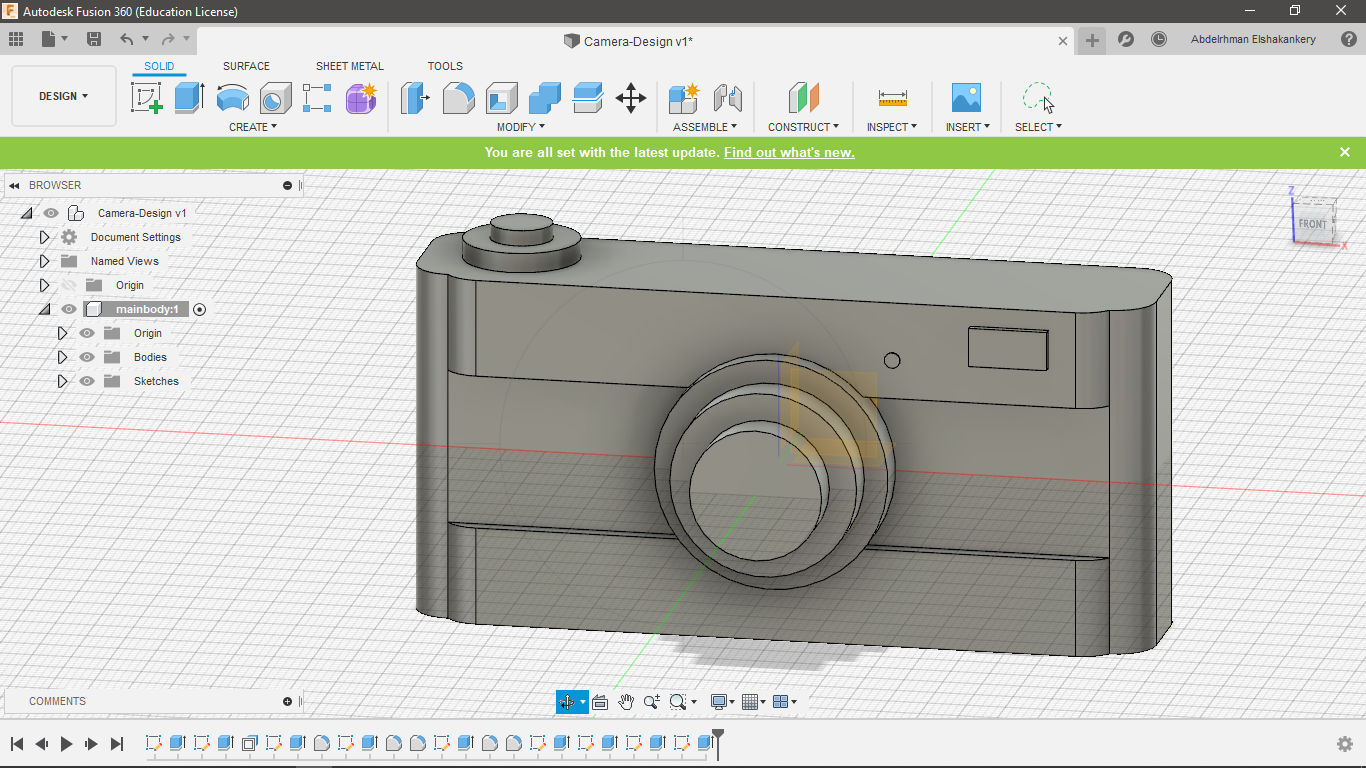 Autodesk Fusion 360 (Education License)
Camera-Design v1*
Abdelrhman Elshakankery
SOLID SURFACE SHEET METAL TOOLS
DESIGN
CREATE MODIFY ASSEMBLE CONSTRUCT INSPECT INSERT SELECT
You are all set with the latest update. Find out what's new.
BROWSER
Camera-Design v1
Document Settings
Named Views
Origin
mainbody:1
Origin
Bodies
Sketches
Z
FRONT
X
COMMENTS